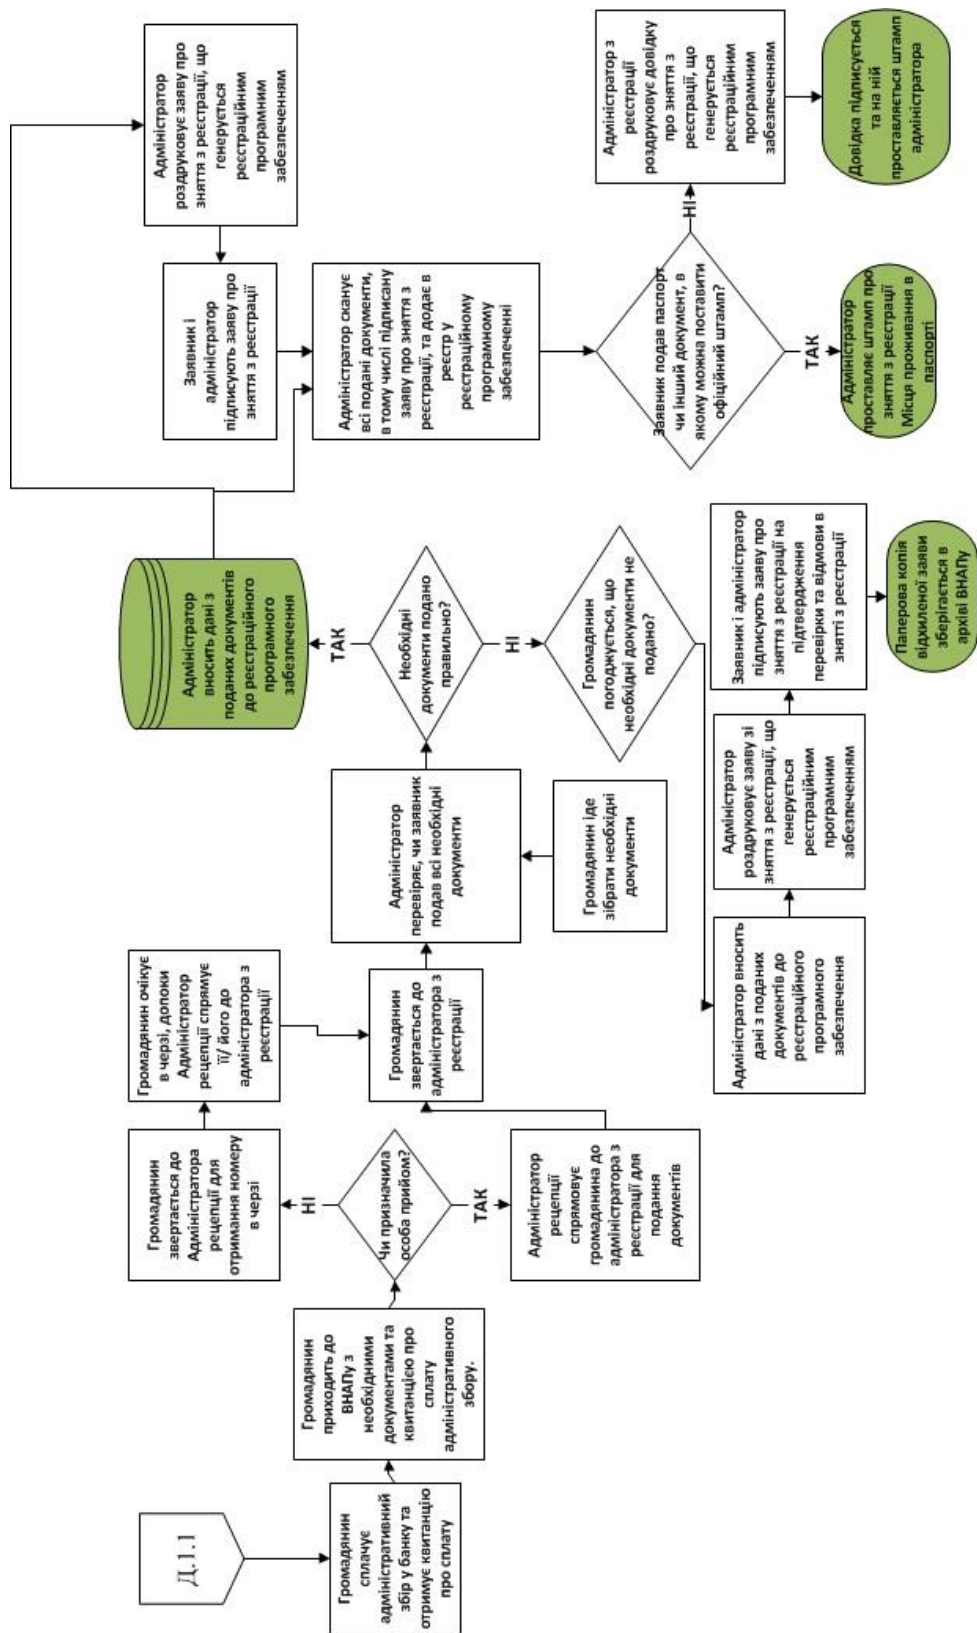 Д.1.1
Громадянин
сплачує
адміністративний
збір у банку та
отримує квитанцію
про сплату
Громадянин
приходить до
ВНАПу з
необхідними
документами та
квитанцією про
сплату
адміністративного
збору.
Чи призначила
особа прийом?
НІ
ТАК
Громадянин
звертається до
Адміністратора
рецепції для
отримання номеру
в черзі
Громадянин очікує
в черзі, допоки
Адміністратор
рецепції спрямує
її/ його до
адміністратора з
реєстрації
Адміністратор
рецепції
спрямовує
громадянина до
адміністратора з
реєстрації для
подання
документів
Громадянин
звертається до
адміністратора з
реєстрації
Адміністратор
перевіряє, чи заявник
подав всі необхідні
документи
Громадянин іде
зібрати необхідні
документи
Необхідні
документи подано
правильно?
ТАК
НІ
Адміністратор
вносить дані з
поданих документів
до реєстраційного
програмного
забезпечення
Громадянин
погоджується, що
необхідні документи не
подано?
Адміністратор вносить
дані з поданих
документів до
реєстраційного
програмного
забезпечення
Адміністратор
роздруковує заяву зі
зняття з реєстрації, що
генерується
реєстраційним
програмним
забезпеченням
Заявник і адміністратор
підписують заяву про
зняття з реєстрації на
підтвердження
перевірки та відмови в
знятті з реєстрації
Паперова копія
відхиленої заяви
зберігається в
архіві ВНАПу
Адміністратор
роздруковує заяву про
зняття з реєстрації, що
генерується
реєстраційним
програмним
забезпеченням
Заявник і
адміністратор
підписують заяву про
зняття з реєстрації
Адміністратор сканує
всі подані документи,
в тому числі підписану
заяву про зняття з
реєстрації, та додає в
реєстр у
реєстраційному
програмному
забезпеченні
Заявник подав паспорт
чи інший документ, в
якому можна поставити
офіційний штамп?
НІ
ТАК
Адміністратор з
реєстрації
роздруковує довідку
про зняття з
реєстрації, що
генерується
реєстраційним
програмним
забезпеченням
Довідка підписується
та на ній
проставляється штамп
адміністратора
Адміністратор
проставляє штамп про
зняття з реєстрації
Місця проживання в
паспорті